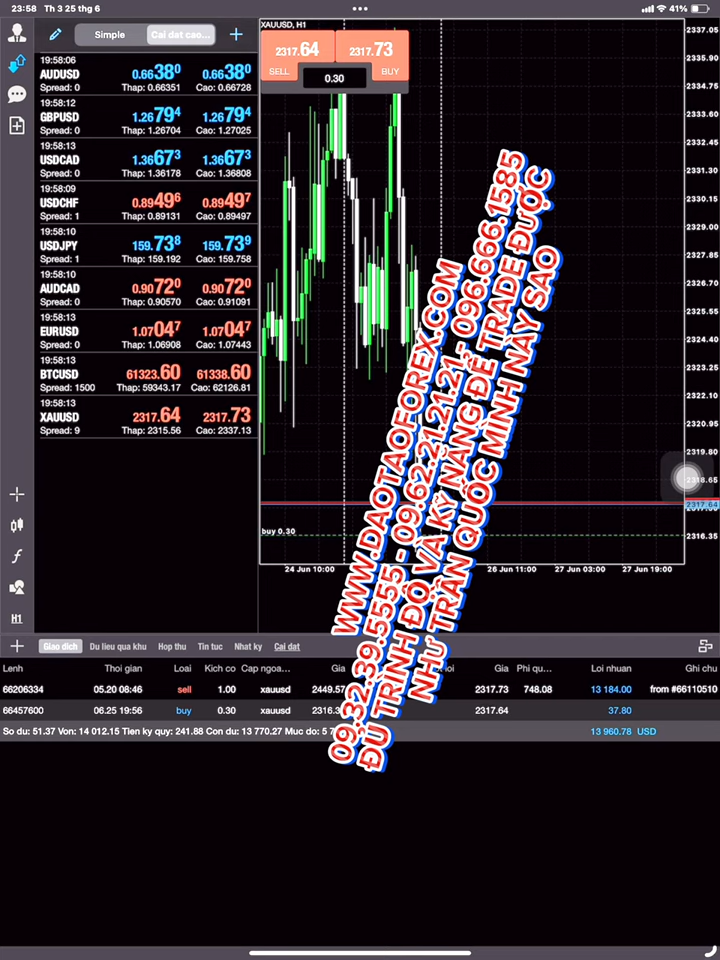 23:58 Th 3 25 thg 6
41%
Simple Cai dat cao...
19:58:06
AUDUSD 0.66380 0.66380
Spread: 0 Thap: 0.66351 Cao: 0.66728
19:58:12
GBPUSD 1.26794 1.26794
Spread: 0 Thap: 1.26704 Cao: 1.27025
19:58:13
USDCAD 1.36673 1.36673
Spread: 0 Thap: 1.36178 Cao: 1.36808
19:58:09
USDCHF 0.89496 0.89497
Spread: 1 Thap: 0.89131 Cao: 0.89497
19:58:10
USDJPY 159.738 159.739
Spread: 1 Thap: 159.192 Cao: 159.758
19:58:10
AUDCAD 0.90720 0.90720
Spread: 0 Thap: 0.90570 Cao: 0.91091
19:58:13
EURUSD 1.07047 1.07047
Spread: 0 Thap: 1.06908 Cao: 1.07443
19:58:13
BTCUSD 61323.60 61338.60
Spread: 1500 Thap: 59343.17 Cao: 62126.81
19:58:13
XAUUSD 2317.64 2317.73
Spread: 9 Thap: 2315.56 Cao: 2337.13
H1
XAUUSD, H1
2317.64 2317.73
SELL 0.30 BUY
2337.05
2335.80
2334.65
2333.60
2332.45
2331.30
2330.15
2329.00
2327.85
2326.70
2325.55
2324.40
2323.25
2322.10
2320.95
2319.80
2318.65
2317.64
2316.35
buy 0.30
24 Jun 10:00 26 Jun 11:00 27 Jun 03:00 27 Jun 19:00
WWW.DAOTAOFOREX.COM
09.32.39.5555 - 09.62.21.21.21 - 096.666.1585
ĐỦ TRÌNH ĐỘ VÀ KỸ NĂNG ĐỂ TRADE ĐƯỢC
NHƯ TRẦN QUỐC MÌNH NÀY SAO
Giao dich Du lieu qua khu Hop thu Tin tuc Nhat ky Cai dat
Lenh Thoi gian Loai Kich co Cap ngoa... Gia Gia Phi qu... Loi nhuan Ghi chu
66206334 05.20 08:46 sell 1.00 xauusd 2449.57 2317.73 748.08 13 184.00 from #66110510
66457600 06.25 19:56 buy 0.30 xauusd 2316.3 2317.64 37.80
So du: 51.37 Von: 14 012.15 Tien ky quy: 241.88 Con du: 13 770.27 Muc do: 5 7 13 960.78 USD